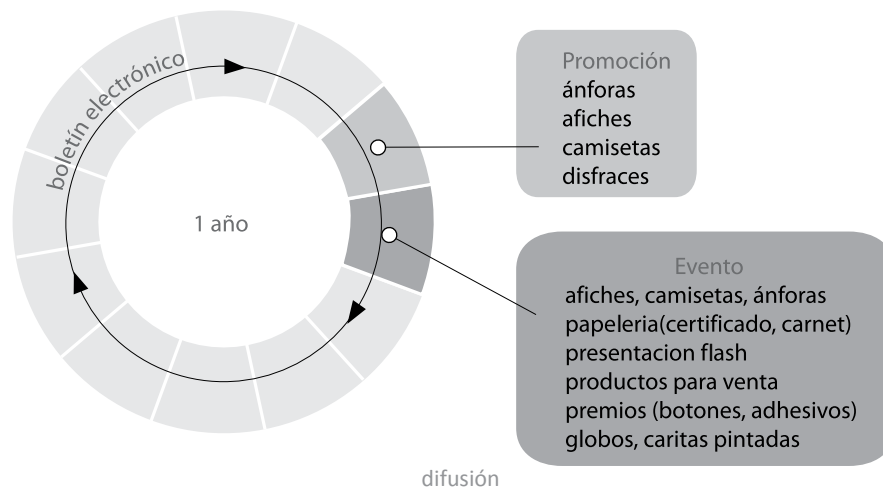 boletín electrónico
1 año
Promoción
ánforas
afiches
camisetas
disfraces
Evento
afiches, camisetas, ánforas
papeleria(certificado, carnet)
presentacion flash
productos para venta
premios (botones, adhesivos)
globos, caritas pintadas
difusión